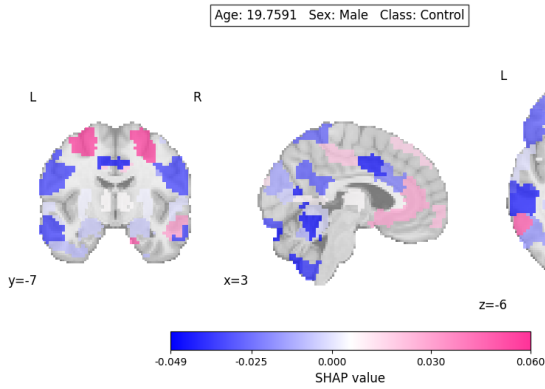 Age: 19.7591 Sex: Male Class: Control
L
L R
y=-7
x=3
z=-6
-0.049 -0.025 0.000 0.030 0.060
SHAP value